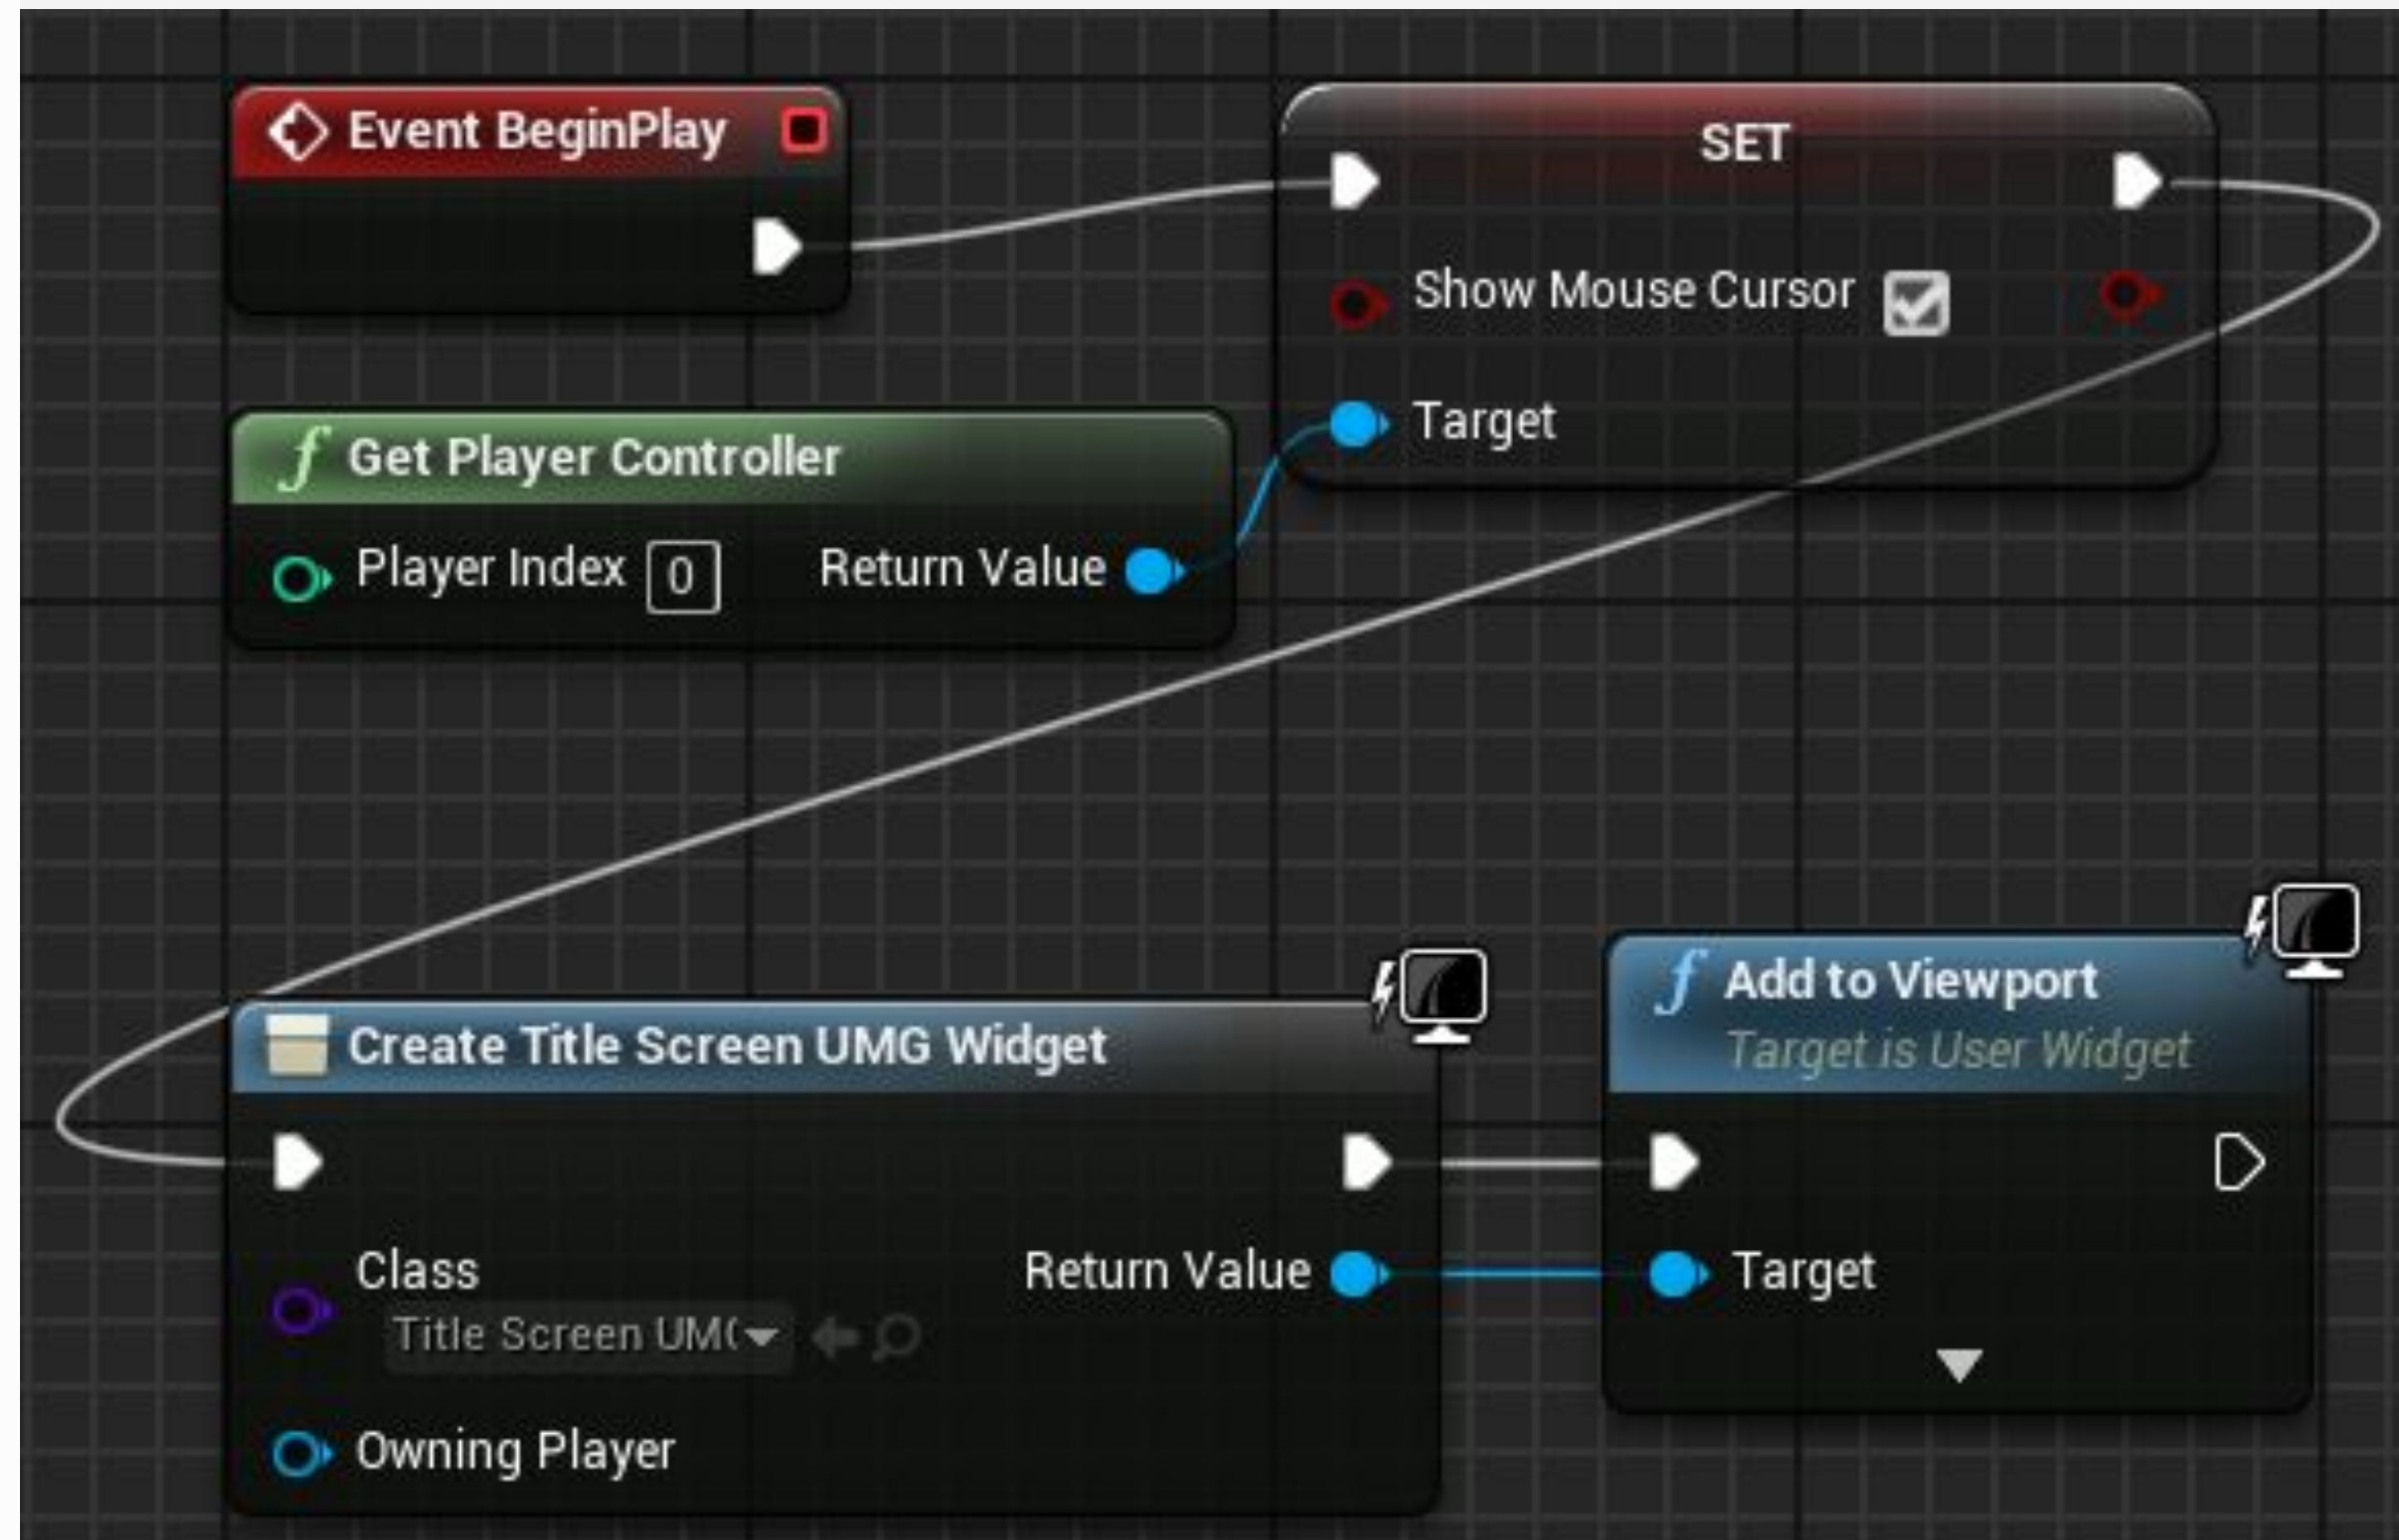 Event BeginPlay
SET
Show Mouse Cursor
Target
f Get Player Controller
Player Index 0 Return Value
Create Title Screen UMG Widget
Class
Return Value
Title Screen UM(
Owning Player
f Add to Viewport
Target is User Widget
Target